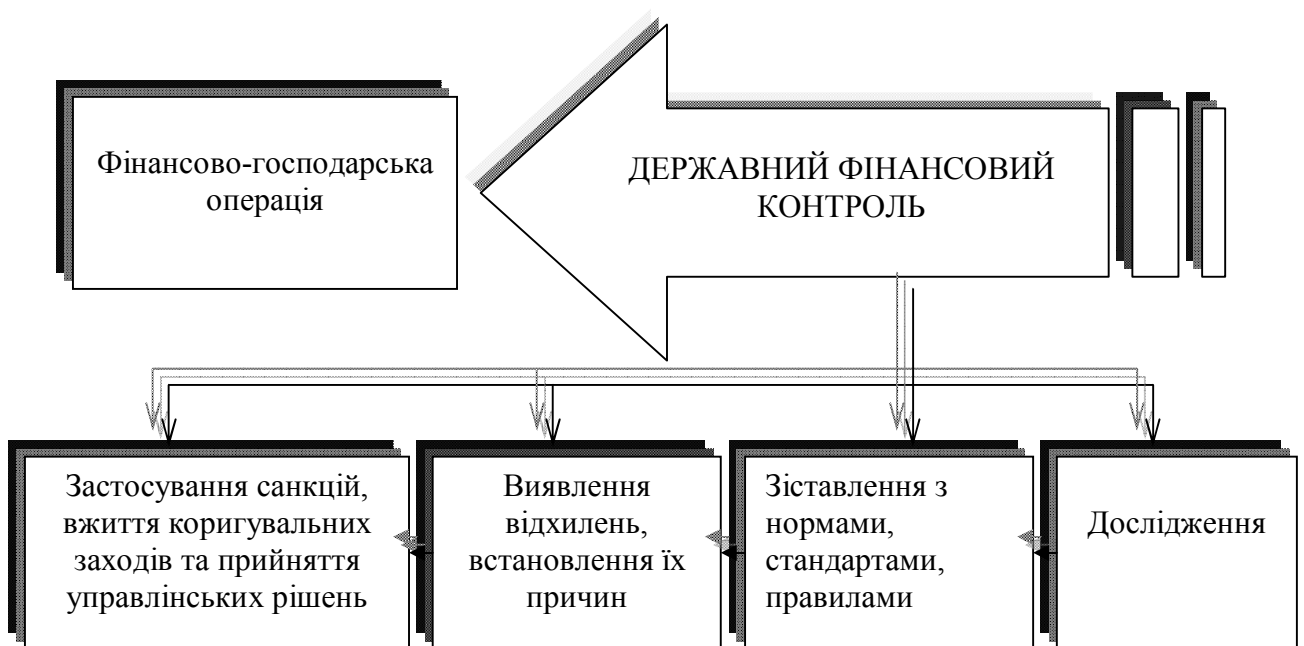 Фінансово-господарська
операція
ДЕРЖАВНИЙ ФІНАНСОВИЙ
КОНТРОЛЬ
Застосування санкцій,
вжиття коригувальних
заходів та прийняття
управлінських рішень
Виявлення
відхилень,
встановлення їх
причин
Зіставлення з
нормами,
стандартами,
правилами
Дослідження